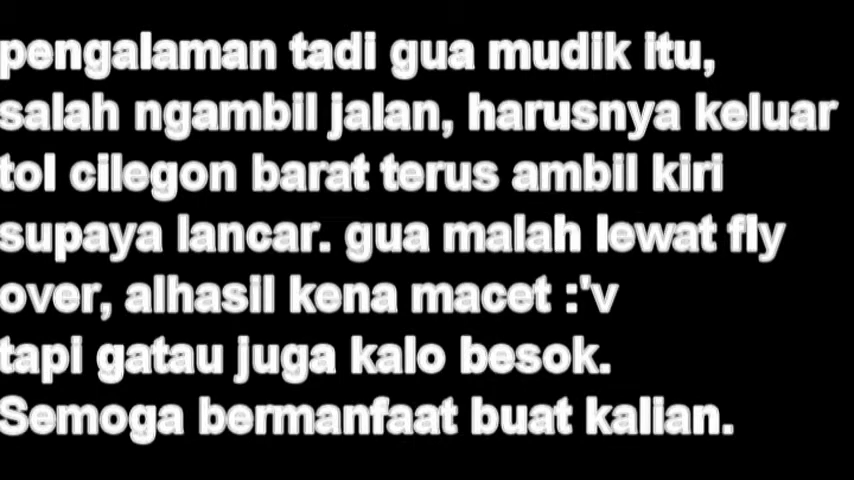 pengalaman tadi gua mudik itu,
salah ngambil jalan, harusnya keluar
tol cilegon barat terus ambil kiri
supaya lancar. gua malah lewat fly
over, alhasil kena macet :'v
tapi gatau juga kalo besok.
Semoga bermanfaat buat kalian.